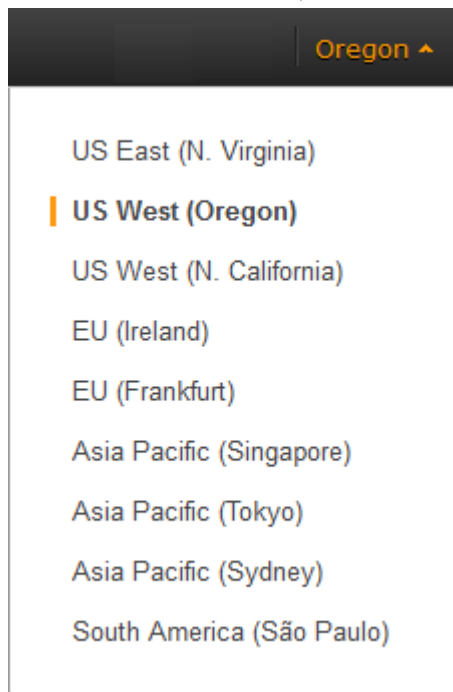 Oregon
US East (N. Virginia)
US West (Oregon)
US West (N. California)
EU (Ireland)
EU (Frankfurt)
Asia Pacific (Singapore)
Asia Pacific (Tokyo)
Asia Pacific (Sydney)
South America (São Paulo)